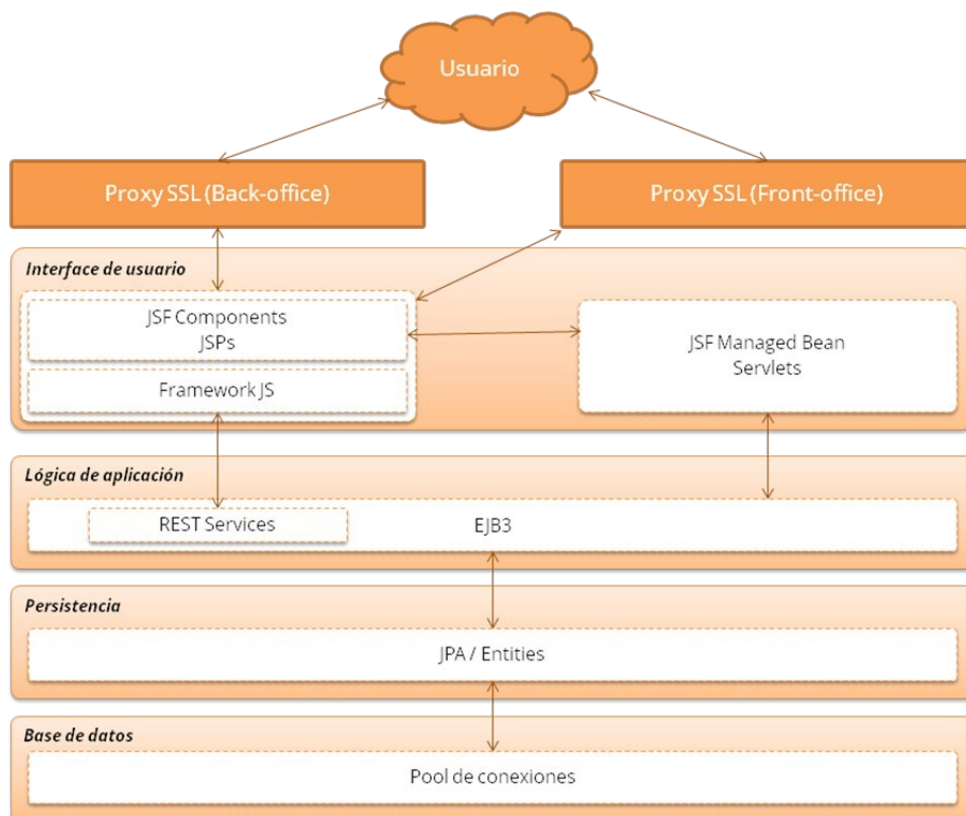 Usuario
Proxy SSL (Back-office)
Proxy SSL (Front-office)
Interface de usuario
JSF Components
JSPs
Framework JS
JSF Managed Bean
Servlets
Lógica de aplicación
REST Services
EJB3
Persistencia
JPA / Entities
Base de datos
Pool de conexiones